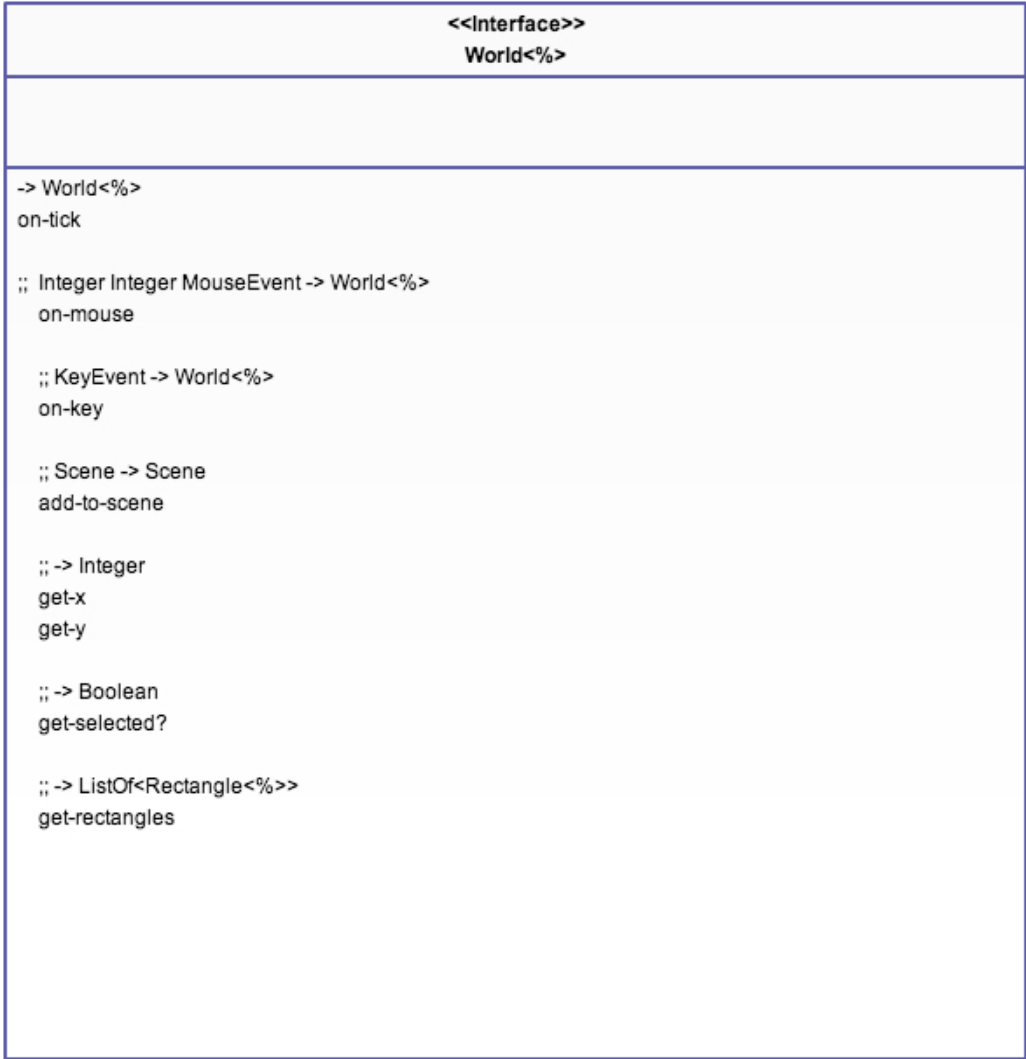 <<Interface>>
World<%>
-> World<%>
on-tick
;; Integer Integer MouseEvent -> World<%>
on-mouse
;; KeyEvent -> World<%>
on-key
;; Scene -> Scene
add-to-scene
;; -> Integer
get-x
get-y
;; -> Boolean
get-selected?
;; -> ListOf<Rectangle<%>>
get-rectangles